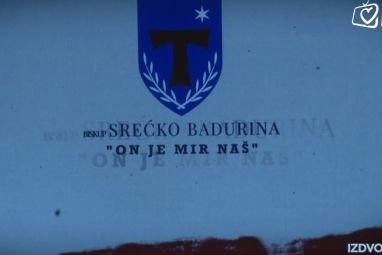 BISKUP SREĆKO BADURINA
"ON JE MIR NAŠ"
IZDVO